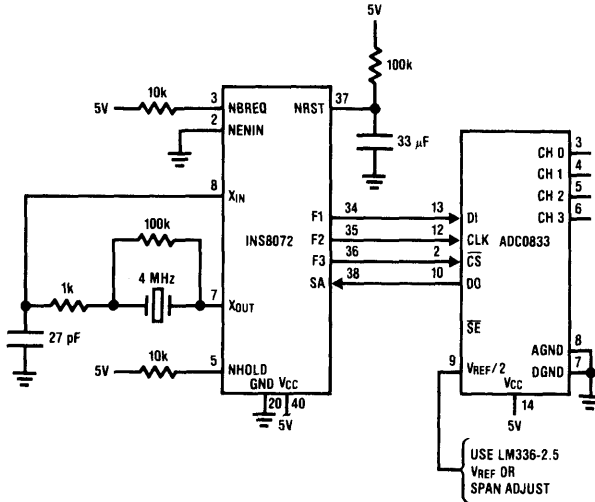 5V
100k
10k
3 NBREQ NRST 37
5V
2 NENIN
33 µF
CH 0 3
CH 1 4
8 XIN
CH 2 5
CH 3 6
F1 34 13 DI
100k
INS8072
F2 35 12 CLK ADC0833
4 MHz
F3 36 2 CS
1k
7 XOUT
SA 38 10 DO
27 pF
SE
10k
5V
5 NHOLD
AGND 8
GND VCC
9 VREF/2
DGND 7
20 40
VCC
5V
14
5V
USE LM336-2.5
VREF OR
SPAN ADJUST